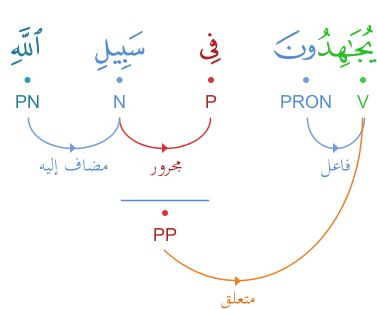 يُجَـٰهِدُونَ فِى سَبِيلِ ٱللَّهِ
V PRON P N PN
فاعل مجرور مضاف إليه
PP
متعلق